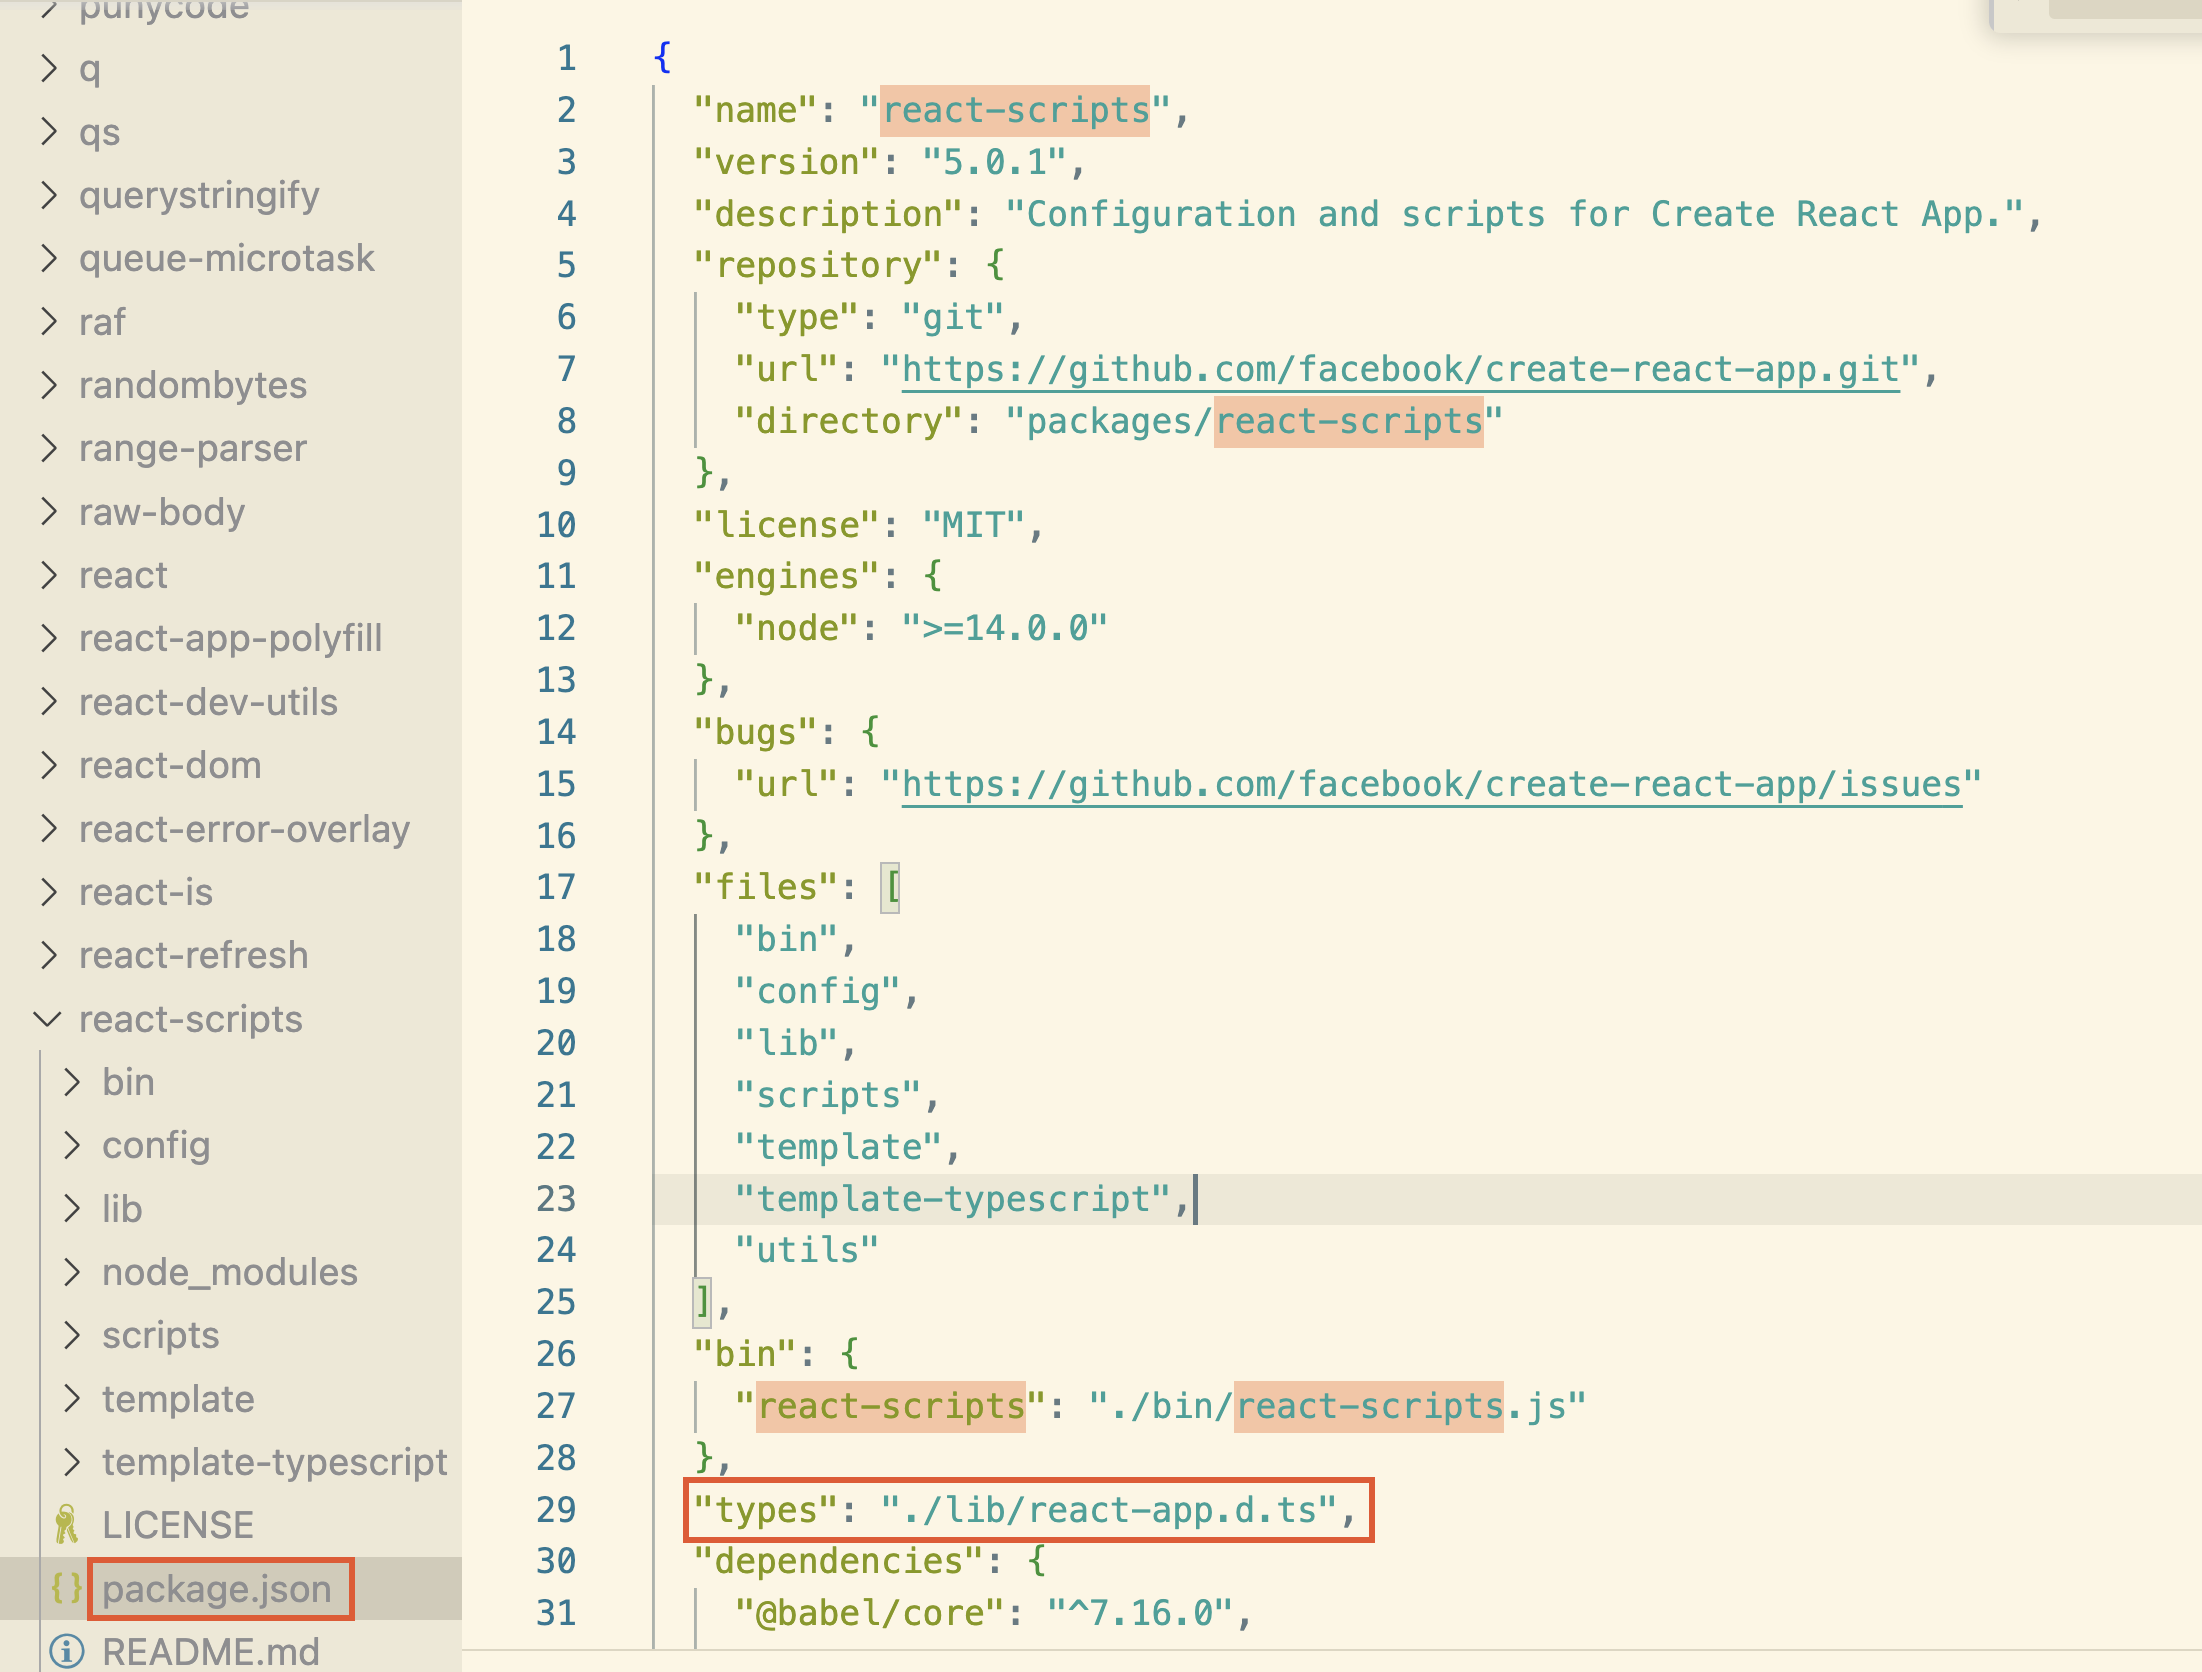 punycode
q
qs
querystringify
queue-microtask
raf
randombytes
range-parser
raw-body
react
react-app-polyfill
react-dev-utils
react-dom
react-error-overlay
react-is
react-refresh
react-scripts
bin
config
lib
node_modules
scripts
template
template-typescript
LICENSE
{} package.json
README.md
1 {
2 "name": "react-scripts",
3 "version": "5.0.1",
4 "description": "Configuration and scripts for Create React App.",
5 "repository": {
6 "type": "git",
7 "url": "https://github.com/facebook/create-react-app.git",
8 "directory": "packages/react-scripts"
9 },
10 "license": "MIT",
11 "engines": {
12 "node": ">=14.0.0"
13 },
14 "bugs": {
15 "url": "https://github.com/facebook/create-react-app/issues"
16 },
17 "files": [
18 "bin",
19 "config",
20 "lib",
21 "scripts",
22 "template",
23 "template-typescript",
24 "utils"
25 ],
26 "bin": {
27 "react-scripts": "./bin/react-scripts.js"
28 },
29 "types": "./lib/react-app.d.ts",
30 "dependencies": {
31 "@babel/core": "^7.16.0",